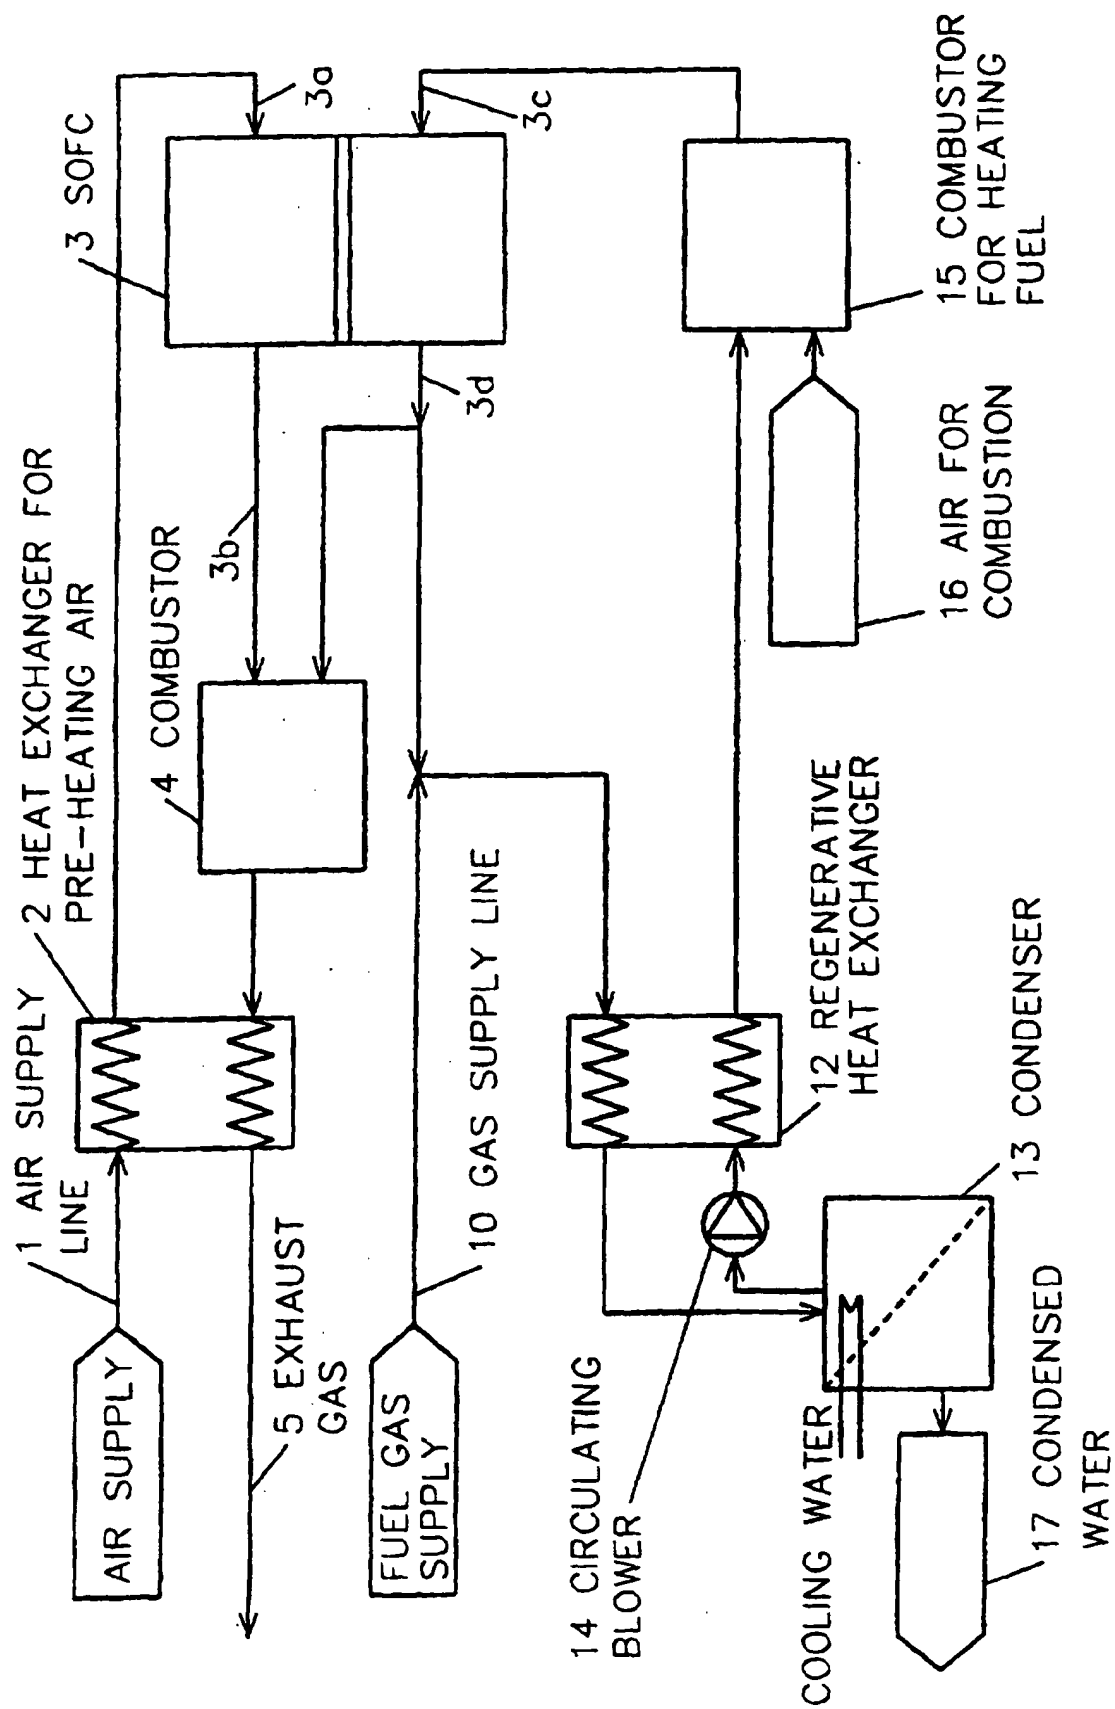 1 AIR SUPPLY
LINE
2 HEAT EXCHANGER FOR
PRE-HEATING AIR
3 SOFC
AIR SUPPLY
5 EXHAUST
GAS
4 COMBUSTOR
3b
3a
FUEL GAS
SUPPLY
10 GAS SUPPLY LINE
3d
3c
14 CIRCULATING
BLOWER
COOLING WATER
12 REGENERATIVE
HEAT EXCHANGER
16 AIR FOR
COMBUSTION
15 COMBUSTOR
FOR HEATING
FUEL
13 CONDENSER
17 CONDENSED
WATER